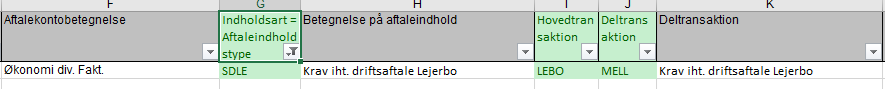 F G H I J K
Aftalekontobetegnelse
Indholdsart =
Aftaleindhold
stype
Betegnelse på aftaleindhold
Hovedtran
saktion
Deltrans
aktion
Deltransaktion
Økonomi div. Fakt. SDLE Krav iht. driftsaftale Lejerbo LEBO MELL Krav iht. driftsaftale Lejerbo